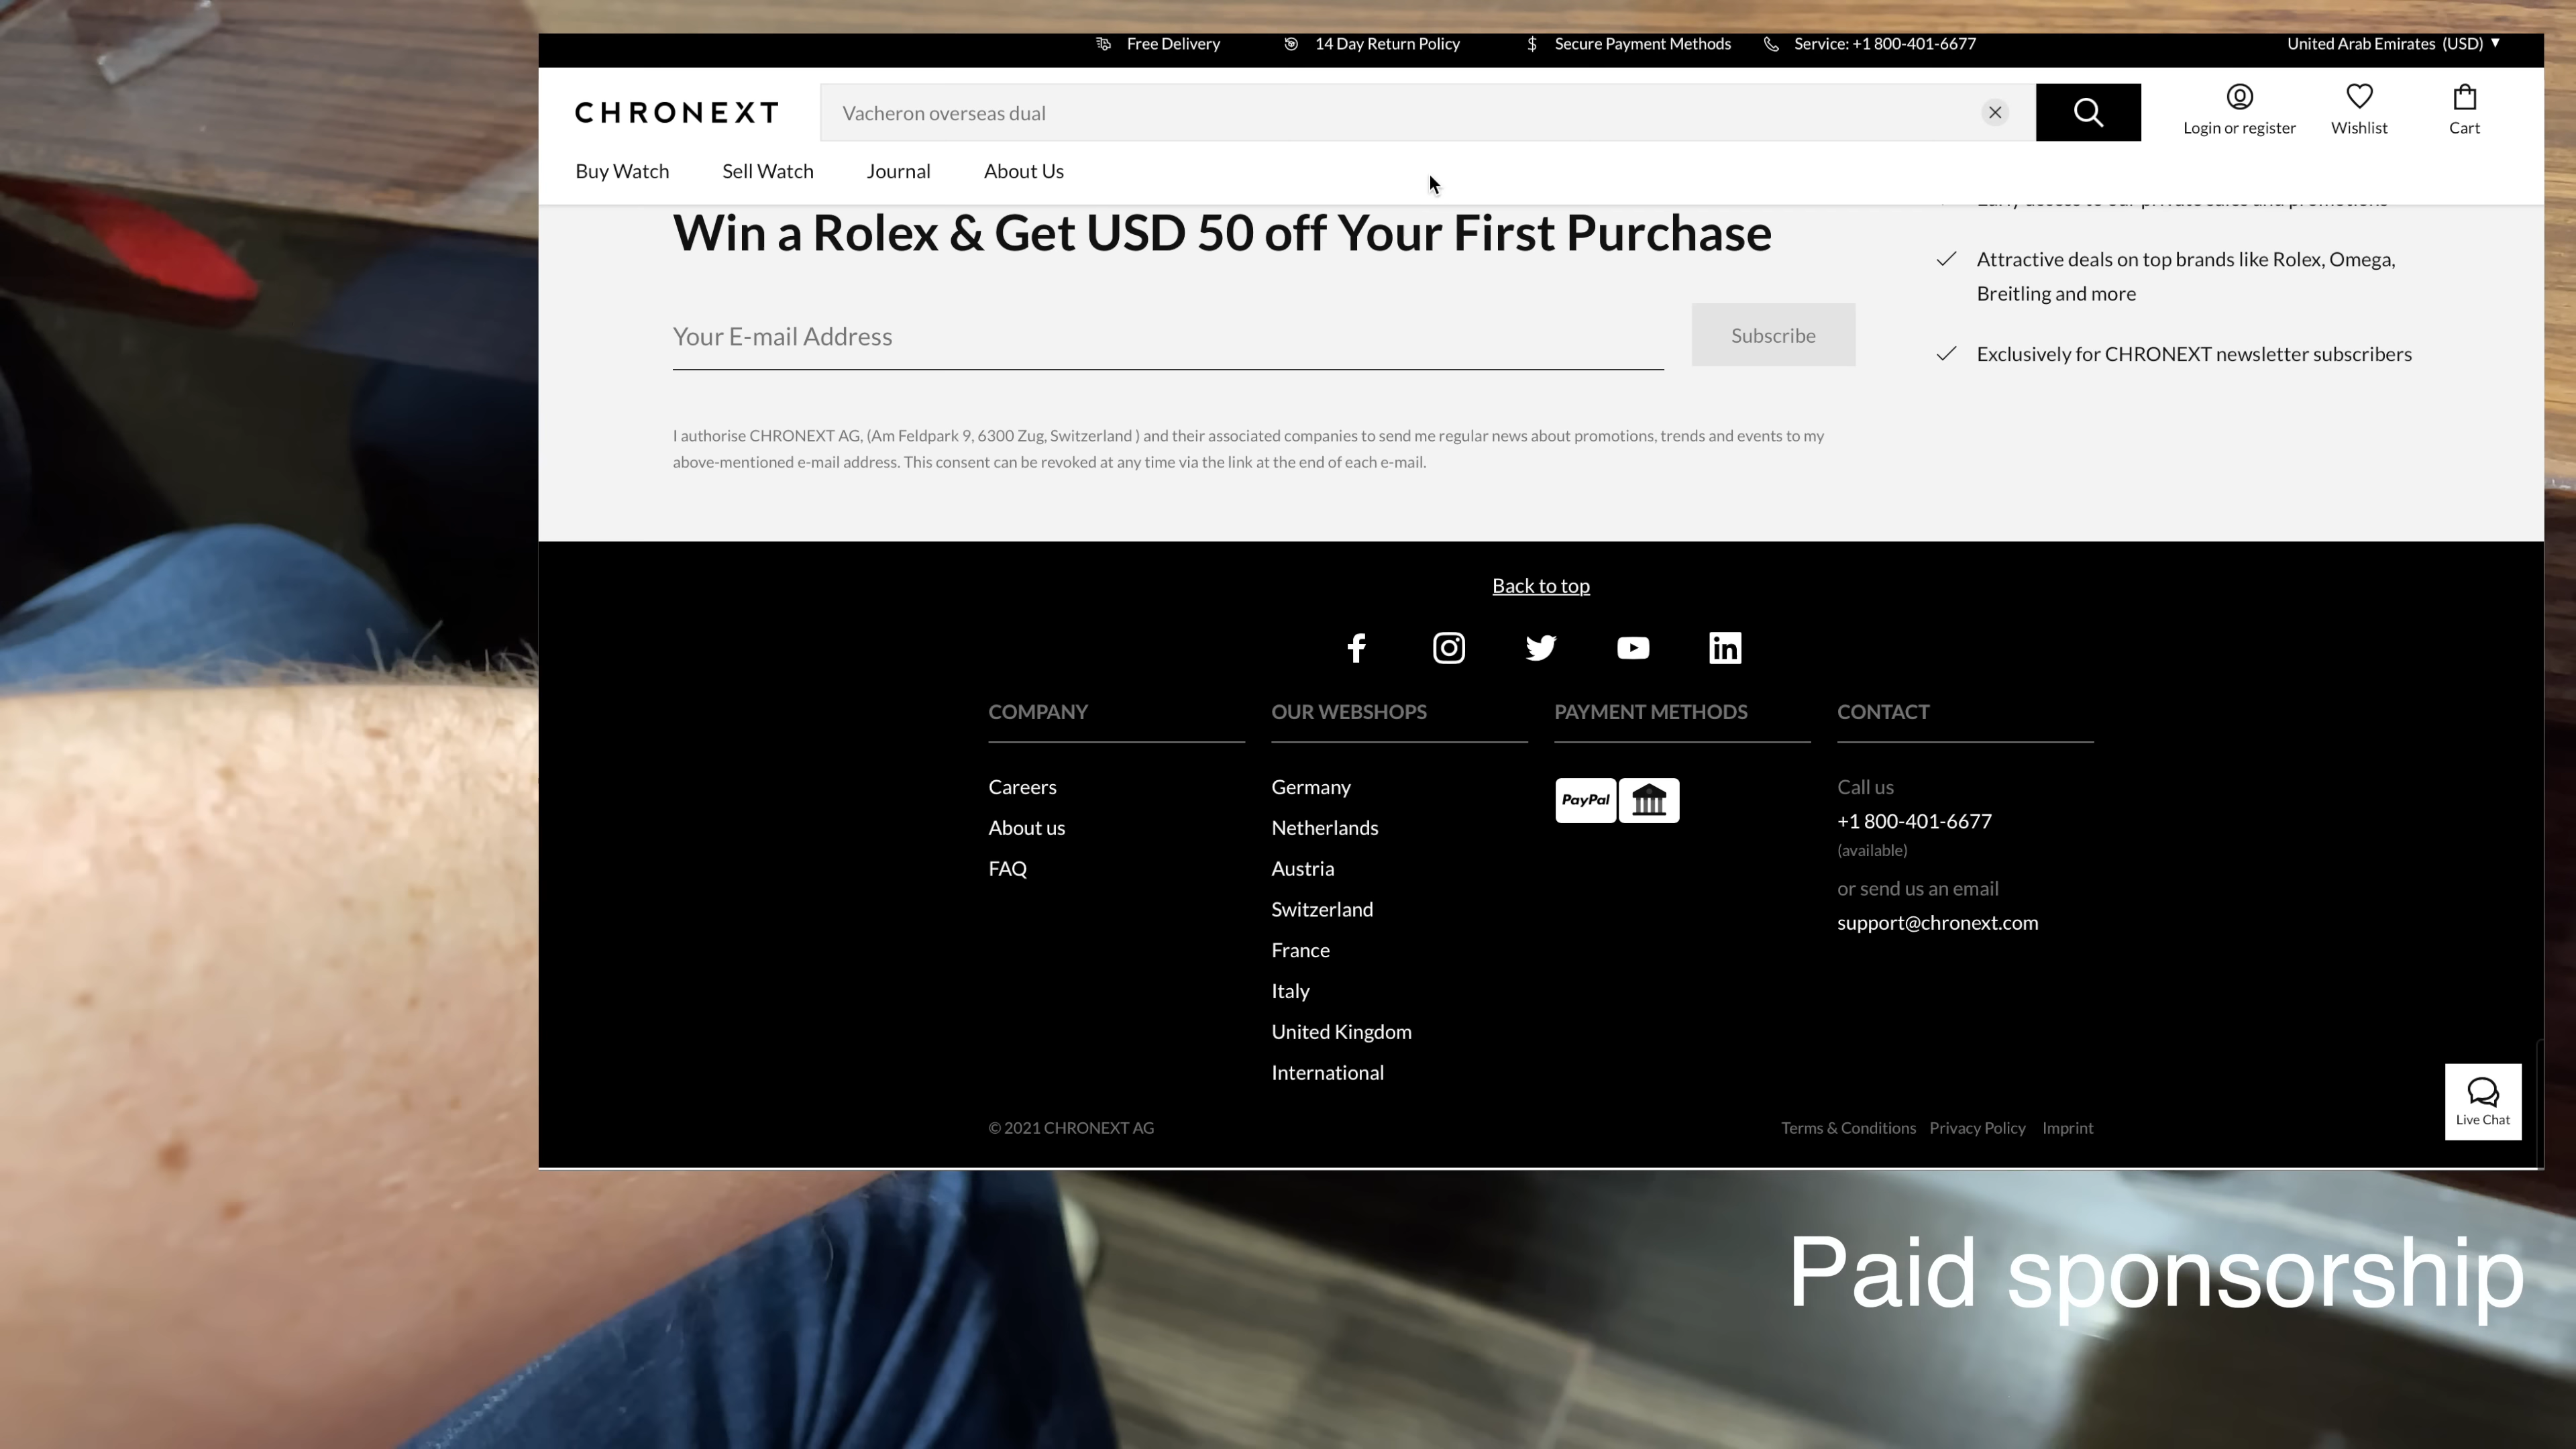 Free Delivery
14 Day Return Policy
Secure Payment Methods
Service: +1 800-401-6677
United Arab Emirates (USD) ▼
CHRONEXT
Vacheron overseas dual
Login or register
Wishlist
Cart
Buy Watch
Sell Watch
Journal
About Us
Early access to our private sales and promotions
Win a Rolex & Get USD 50 off Your First Purchase
Attractive deals on top brands like Rolex, Omega,
Breitling and more
Your E-mail Address
Subscribe
Exclusively for CHRONEXT newsletter subscribers
I authorise CHRONEXT AG, (Am Feldpark 9, 6300 Zug, Switzerland ) and their associated companies to send me regular news about promotions, trends and events to my
above-mentioned e-mail address. This consent can be revoked at any time via the link at the end of each e-mail.
Back to top
COMPANY
Careers
About us
FAQ
OUR WEBSHOPS
Germany
Netherlands
Austria
Switzerland
France
Italy
United Kingdom
International
PAYMENT METHODS
PayPal
CONTACT
Call us
+1 800-401-6677
(available)
or send us an email
support@chronext.com
Live Chat
© 2021 CHRONEXT AG
Terms & Conditions
Privacy Policy
Imprint
Paid sponsorship